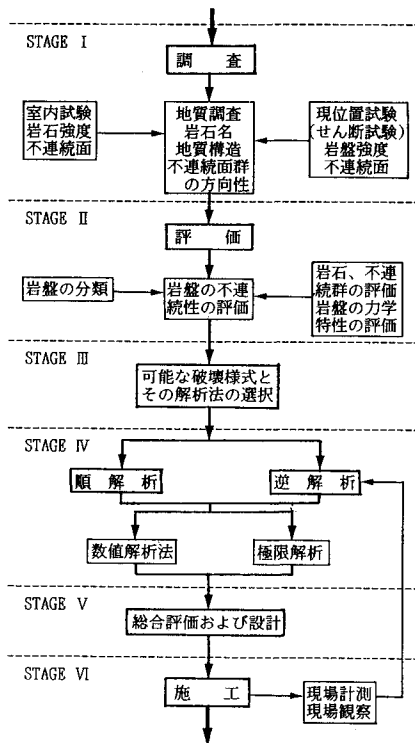 STAGE I
調査
室内試験
岩石強度
不連続面
地質調査
岩石名
地質構造
不連続面群
の方向性
現位置試験
(せん断試験)
岩盤強度
不連続面
STAGE II
評価
岩盤の分類
岩盤の不連
続性の評価
岩石、不連
続群の評価
岩盤の力学
特性の評価
STAGE III
可能な破壊様式と
その解析法の選択
STAGE IV
順解析
逆解析
数値解析法
極限解析
STAGE V
総合評価および設計
STAGE VI
施工
現場計測
現場観察